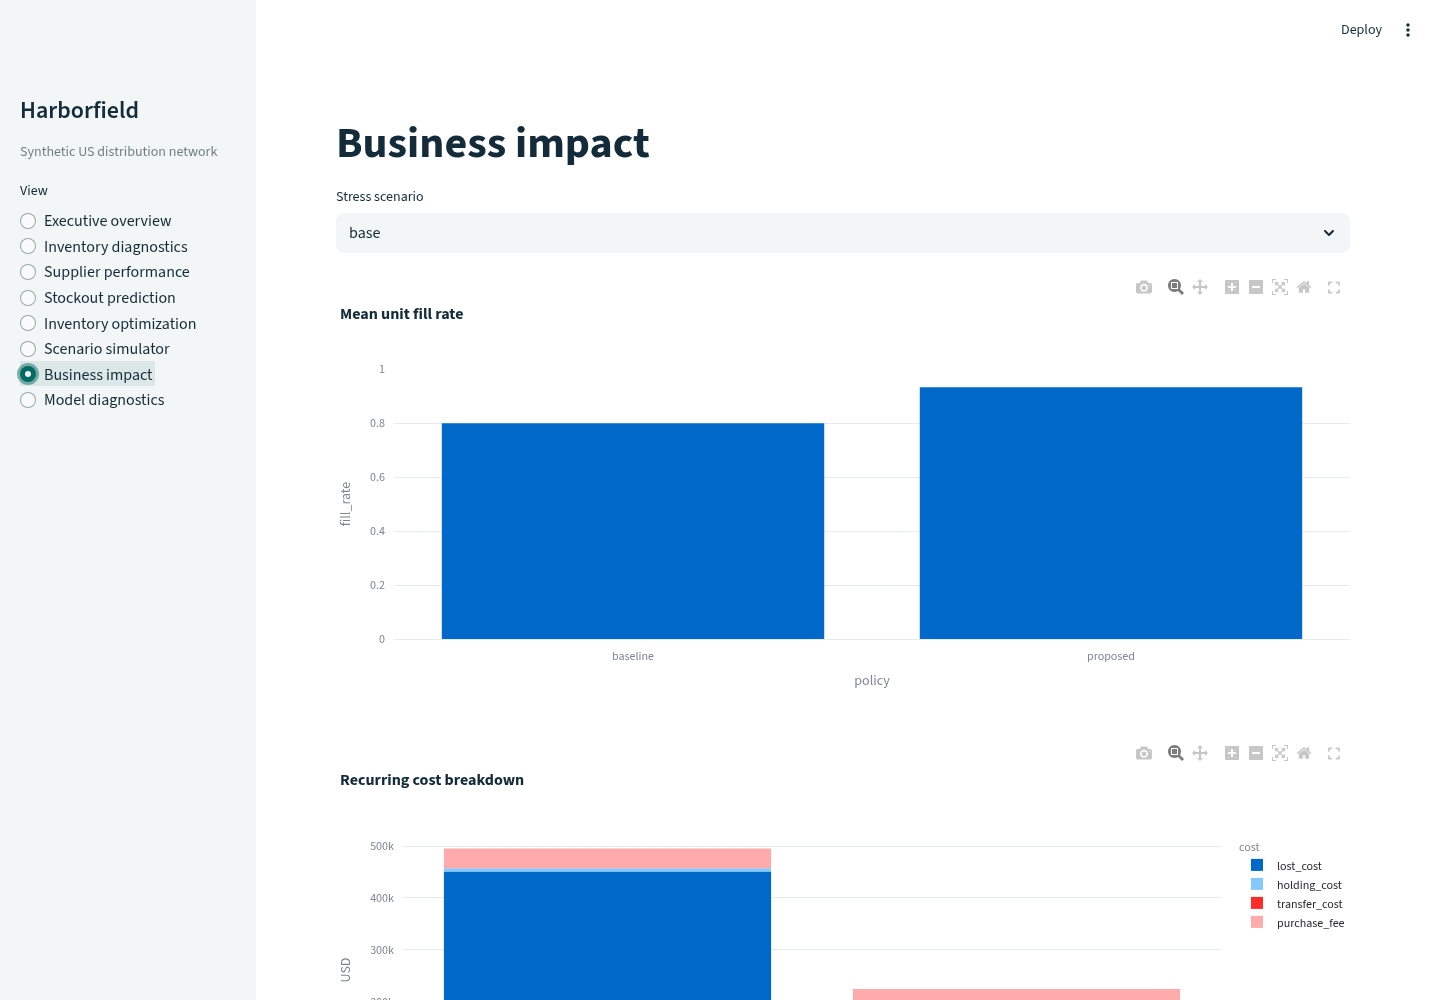 Deploy
Harborfield
Synthetic US distribution network
View
Executive overview
Inventory diagnostics
Supplier performance
Stockout prediction
Inventory optimization
Scenario simulator
Business impact
Model diagnostics
Business impact
Stress scenario
base
Mean unit fill rate
1
0.8
0.6
0.4
0.2
0
fill_rate
baseline
proposed
policy
Recurring cost breakdown
500k
400k
300k
USD
cost
lost_cost
holding_cost
transfer_cost
purchase_fee